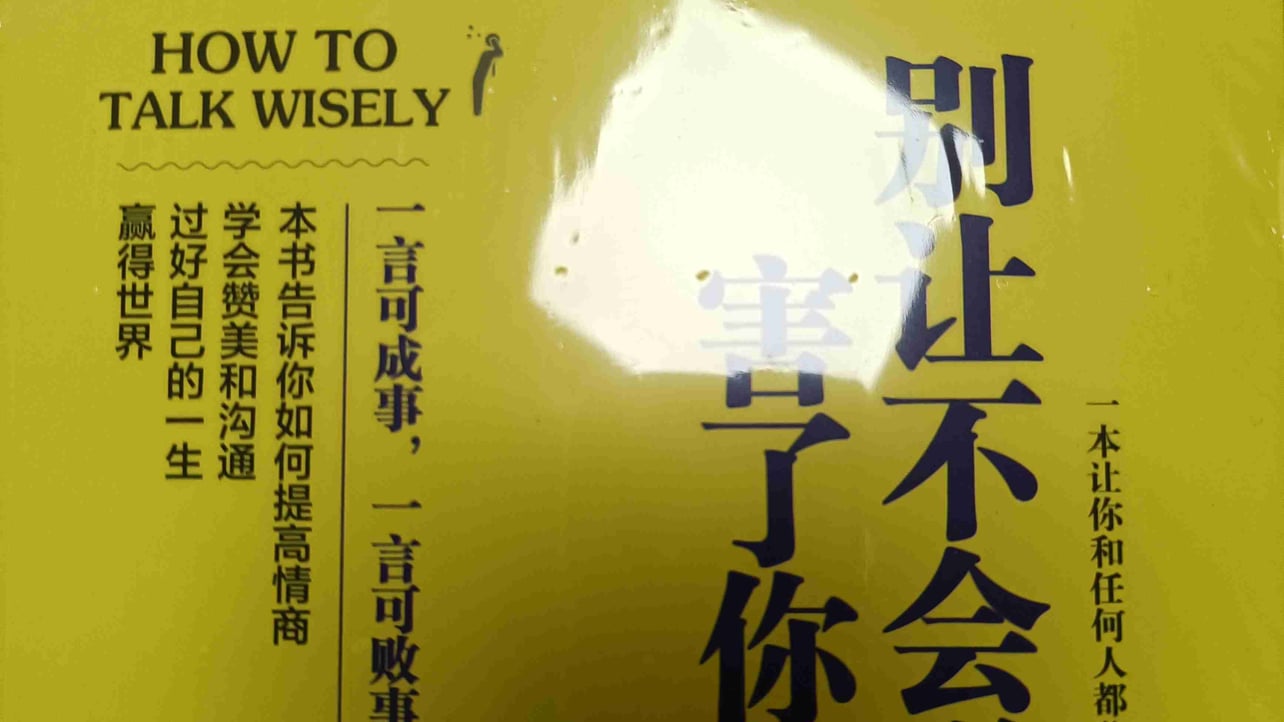 HOW TO
TALK WISELY
一本让你和任何人都
别让不会
害了你
一言可成事，一言可败事
本书告诉你如何提高情商
学会赞美和沟通
过好自己的一生
赢得世界